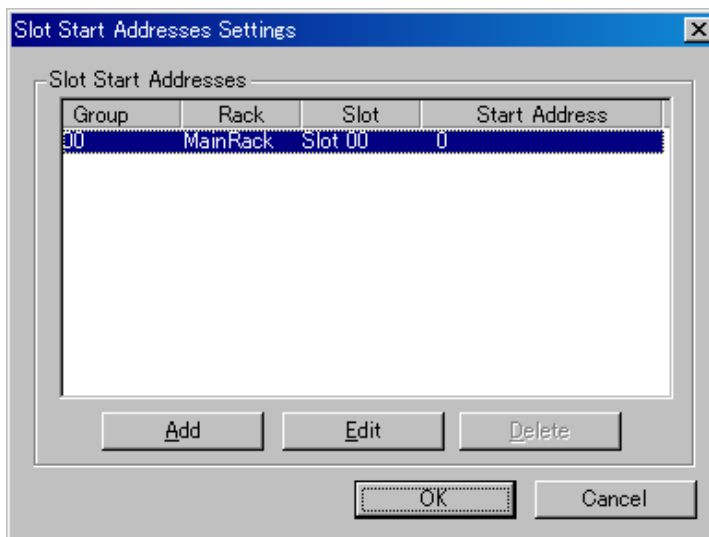 Slot Start Addresses Settings
Slot Start Addresses
Group Rack Slot Start Address
00 MainRack Slot 00 0
Add Edit Delete
OK Cancel